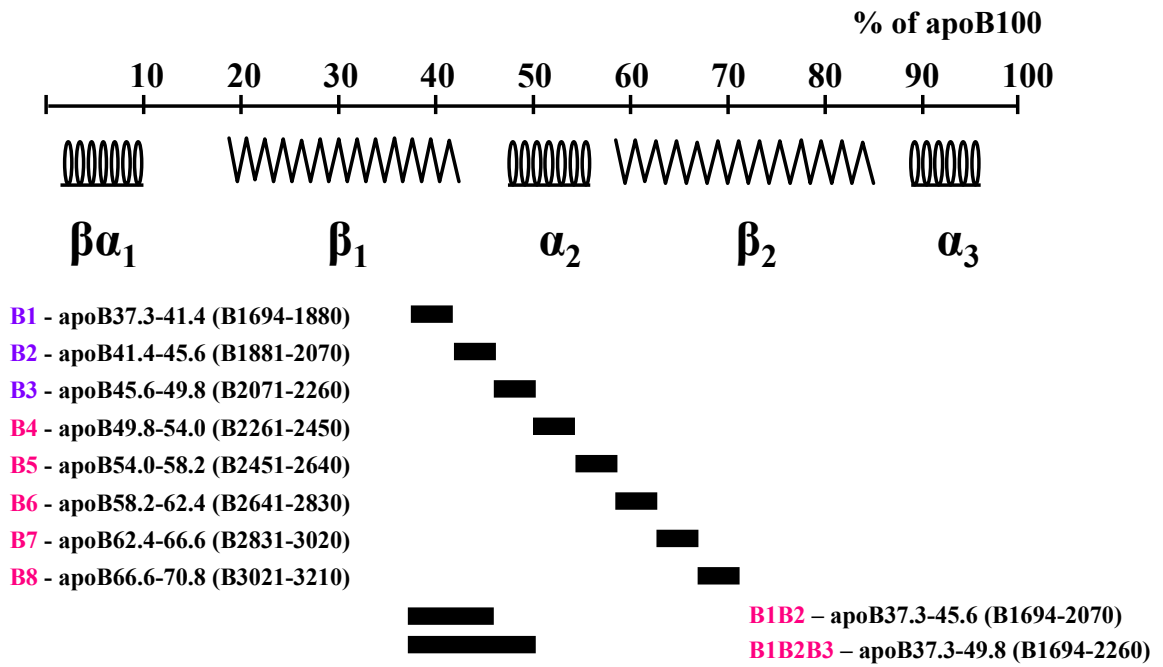 % of apoB100
10 20 30 40 50 60 70 80 90 100
βα1 β1 α2 β2 α3
B1 - apoB37.3-41.4 (B1694-1880)
B2 - apoB41.4-45.6 (B1881-2070)
B3 - apoB45.6-49.8 (B2071-2260)
B4 - apoB49.8-54.0 (B2261-2450)
B5 - apoB54.0-58.2 (B2451-2640)
B6 - apoB58.2-62.4 (B2641-2830)
B7 - apoB62.4-66.6 (B2831-3020)
B8 - apoB66.6-70.8 (B3021-3210)
B1B2 – apoB37.3-45.6 (B1694-2070)
B1B2B3 – apoB37.3-49.8 (B1694-2260)